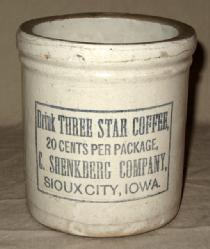 Drink THREE STAR COFFEE,
20 CENTS PER PACKAGE,
C. SHENKBERG COMPANY,
SIOUX CITY, IOWA.